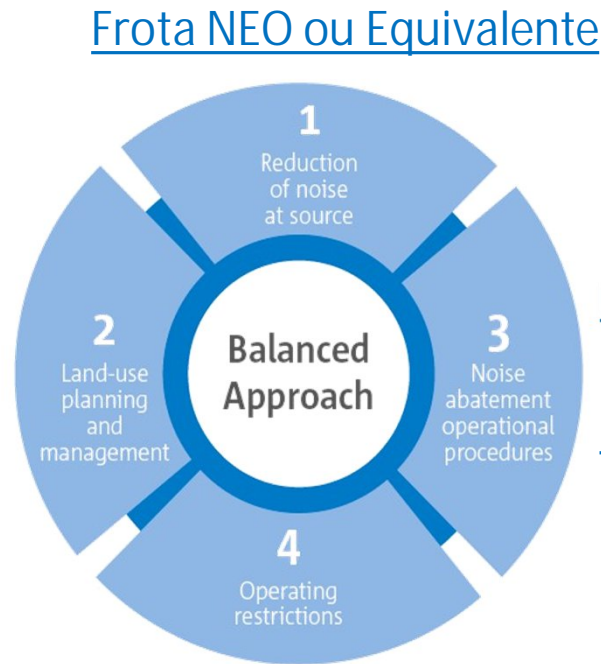 Frota NEO ou Equivalente
1
Reduction
of noise
at source
2
Land-use
planning
and
management
Balanced
Approach
3
Noise
abatement
operational
procedures
4
Operating
restrictions